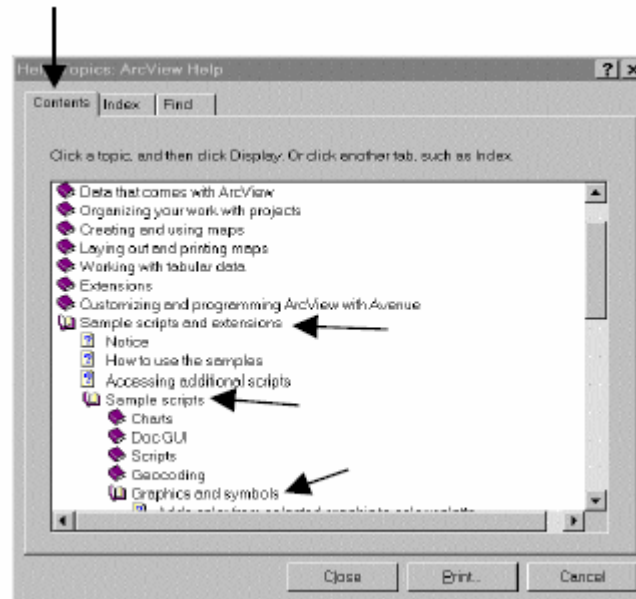 Help Topics: ArcView Help
Contents Index Find
Click a topic, and then click Display. Or click another tab, such as Index.
Data that comes with ArcView
Organizing your work with projects
Creating and using maps
Laying out and printing maps
Working with tabular data
Extensions
Customizing and programming ArcView with Avenue
Sample scripts and extensions
Notice
How to use the samples
Accessing additional scripts
Sample scripts
Charts
Doc GUI
Scripts
Geocoding
Graphics and symbols
Close Print... Cancel